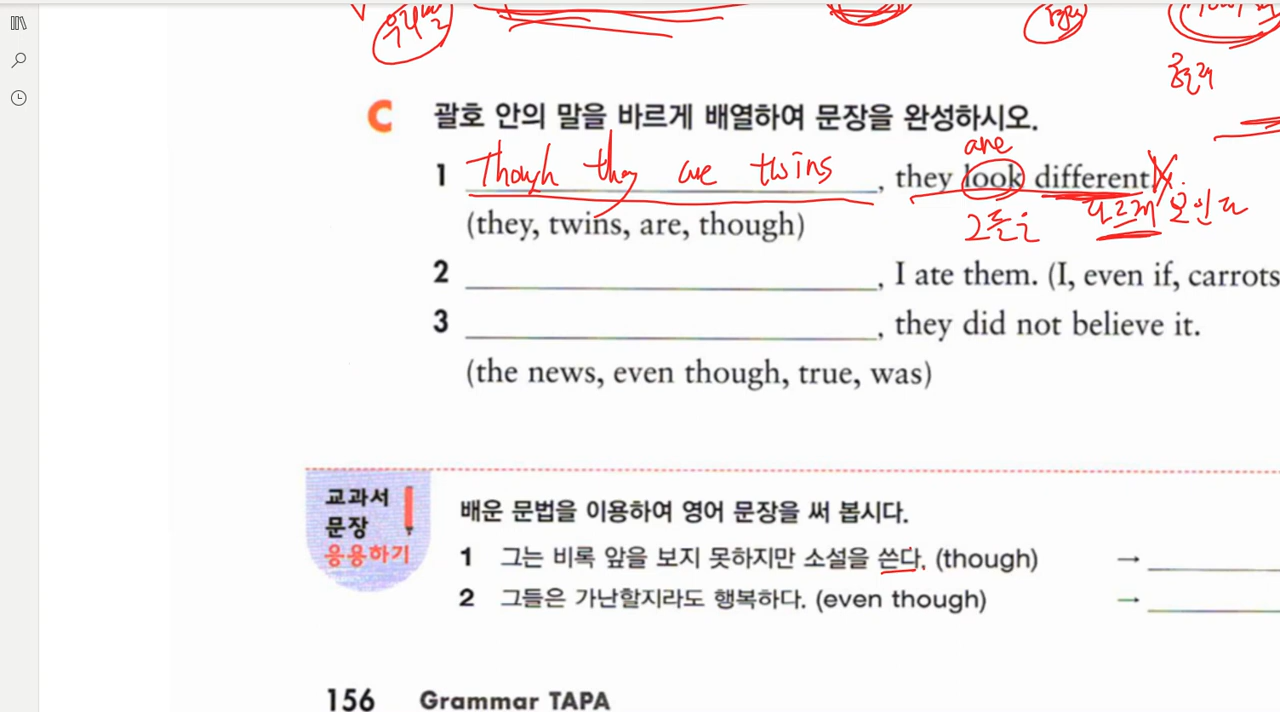 우리말
공손
C 괄호 안의 말을 바르게 배열하여 문장을 완성하시오.
are
1 Though they are twins, they look different.
그들은 다르게 보인다
(they, twins, are, though)
2 , I ate them. (I, even if, carrots
3 , they did not believe it.
(the news, even though, true, was)
교과서
문장
응용하기
배운 문법을 이용하여 영어 문장을 써 봅시다.
1 그는 비록 앞을 보지 못하지만 소설을 쓴다. (though) →
2 그들은 가난할지라도 행복하다. (even though) →
156 Grammar TAPA